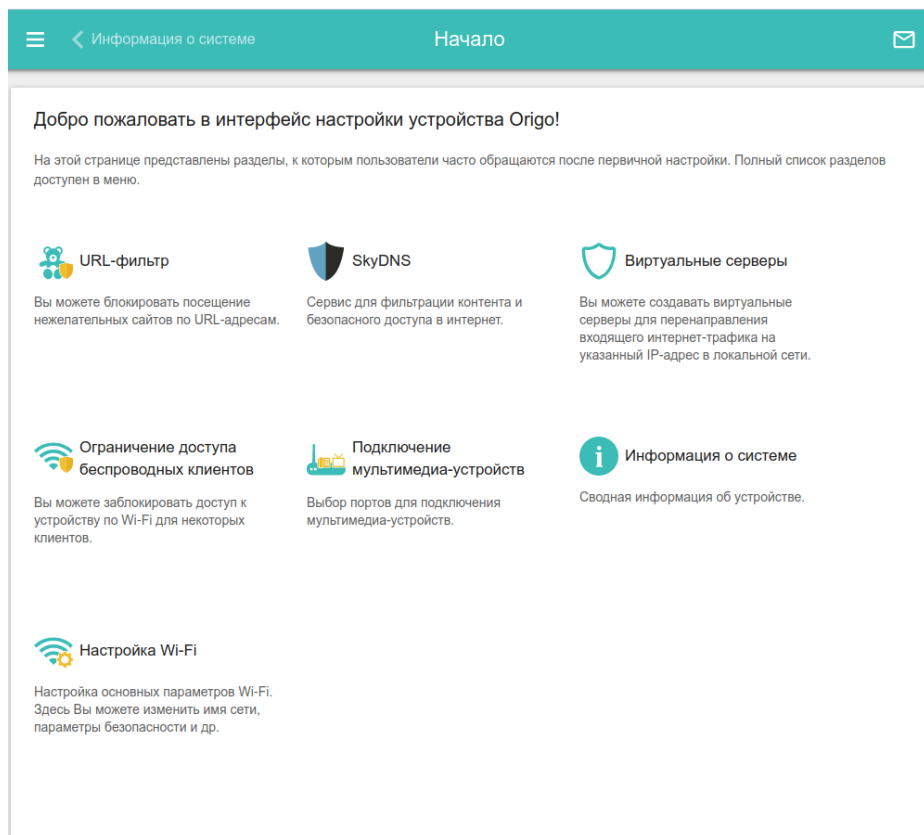 Информация о системе
Начало
Добро пожаловать в интерфейс настройки устройства Origo!
На этой странице представлены разделы, к которым пользователи часто обращаются после первичной настройки. Полный список разделов
доступен в меню.
URL-фильтр
Вы можете блокировать посещение
нежелательных сайтов по URL-адресам.
SkyDNS
Сервис для фильтрации контента и
безопасного доступа в интернет.
Виртуальные серверы
Вы можете создавать виртуальные
серверы для перенаправления
входящего интернет-трафика на
указанный IP-адрес в локальной сети.
Ограничение доступа
беспроводных клиентов
Вы можете заблокировать доступ к
устройству по Wi-Fi для некоторых
клиентов.
Подключение
мультимедиа-устройств
Выбор портов для подключения
мультимедиа-устройств.
Информация о системе
Сводная информация об устройстве.
Настройка Wi-Fi
Настройка основных параметров Wi-Fi.
Здесь Вы можете изменить имя сети,
параметры безопасности и др.